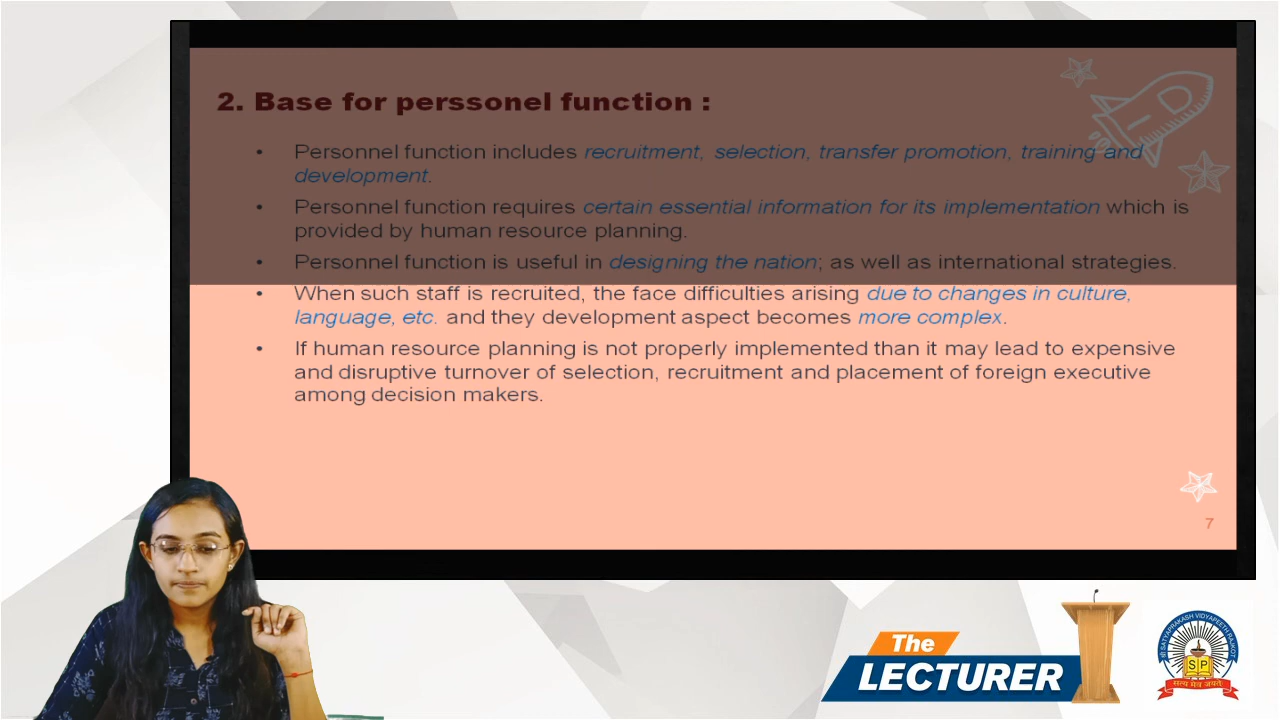 2. Base for perssonel function :
• Personnel function includes recruitment, selection, transfer promotion, training and
development.
• Personnel function requires certain essential information for its implementation which is
provided by human resource planning.
• Personnel function is useful in designing the nation; as well as international strategies.
• When such staff is recruited, the face difficulties arising due to changes in culture,
language, etc. and they development aspect becomes more complex.
• If human resource planning is not properly implemented than it may lead to expensive
and disruptive turnover of selection, recruitment and placement of foreign executive
among decision makers.
7
The
LECTURER
SATYAPRAKASH VIDYAPEETH RAJKOT
S P
सत्य मेव जयते